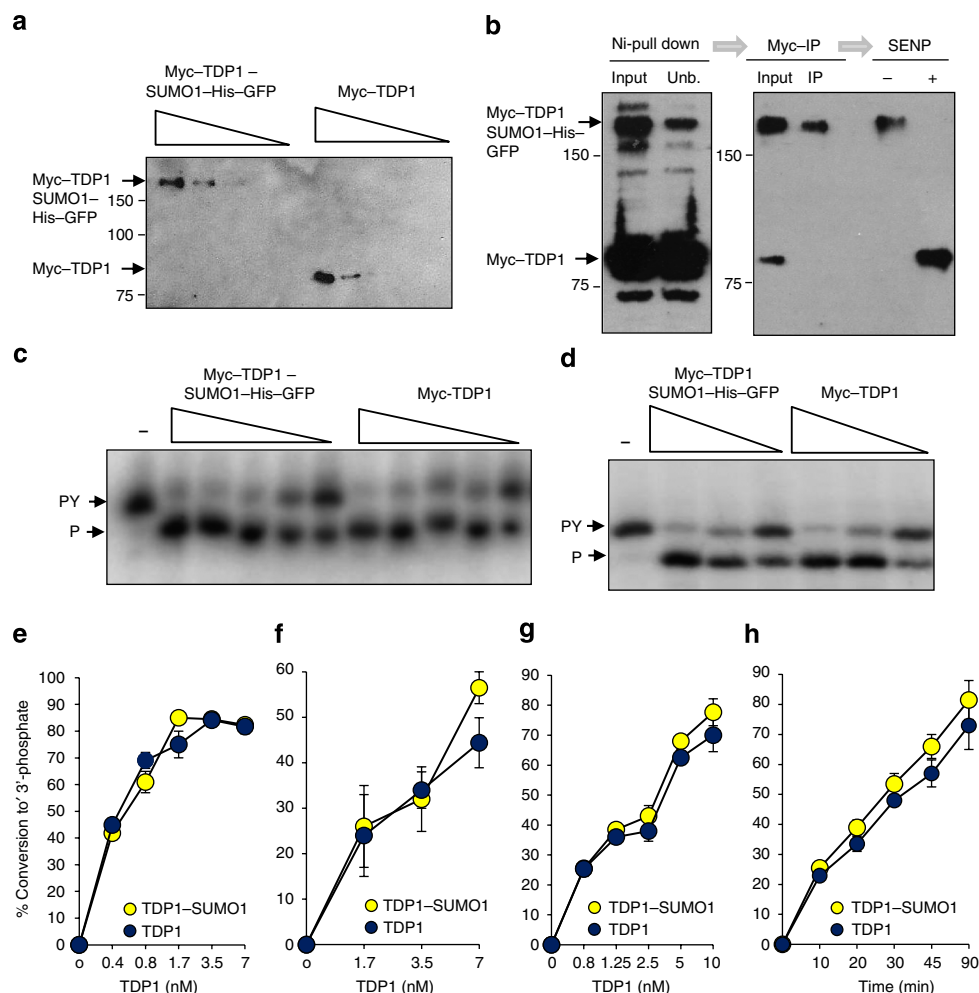 a
Myc–TDP1 –
SUMO1–His–GFP
Myc–TDP1
Myc–TDP1
SUMO1–
His–GFP
150
100
Myc–TDP1
75
b
Ni-pull down
Myc–IP
SENP
Input Unb.
Input IP
– +
Myc–TDP1
SUMO1–His–
GFP
150
150
Myc–TDP1
75
75
c
Myc–TDP1 –
SUMO1–His–GFP
Myc-TDP1
–
PY
P
d
Myc–TDP1
SUMO1–His–GFP
Myc–TDP1
–
PY
P
e
% Conversion to′ 3′-phosphate
100
90
80
70
60
50
40
30
20
10
0
TDP1–SUMO1
TDP1
0 0.4 0.8 1.7 3.5 7
TDP1 (nM)
f
60
50
40
30
20
10
0
TDP1–SUMO1
TDP1
0 1.7 3.5 7
TDP1 (nM)
g
90
80
70
60
50
40
30
20
10
0
TDP1–SUMO1
TDP1
0 0.8 1.25 2.5 5 10
TDP1 (nM)
h
90
80
70
60
50
40
30
20
10
0
TDP1–SUMO1
TDP1
10 20 30 45 90
Time (min)